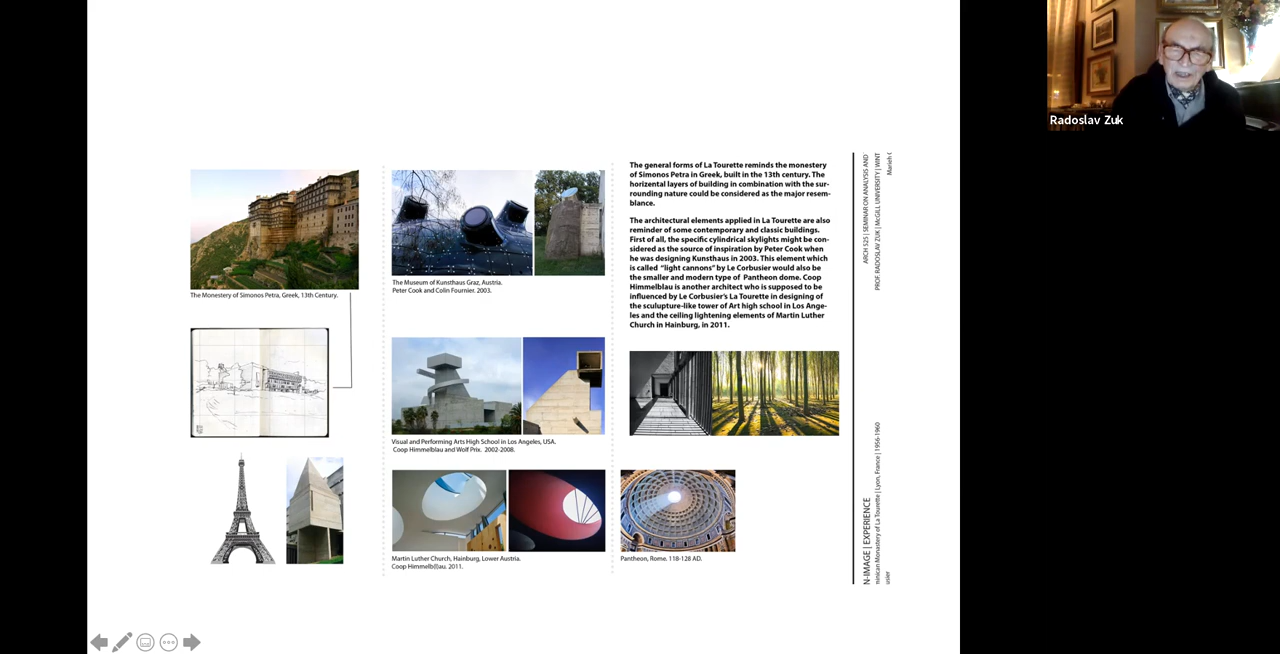 Radoslav Zuk
The Monestery of Simonos Petra, Greek, 13th Century.
The Museum of Kunsthaus Graz, Austria.
Peter Cook and Colin Fournier. 2003.
Visual and Performing Arts High School in Los Angeles, USA.
Coop Himmelblau and Wolf Prix. 2002-2008.
Martin Luther Church, Hainburg, Lower Austria.
Coop Himmelb(l)au. 2011.
The general forms of La Tourette reminds the monestery
of Simonos Petra in Greek, built in the 13th century. The
horizental layers of building in combination with the sur-
rounding nature could be considered as the major resem-
blance.
The architectural elements applied in La Tourette are also
reminder of some contemporary and classic buildings.
First of all, the specific cylindrical skylights might be con-
sidered as the source of inspiration by Peter Cook when
he was designing Kunsthaus in 2003. This element which
is called "light cannons" by Le Corbusier would also be
the smaller and modern type of Pantheon dome. Coop
Himmelblau is another architect who is supposed to be
influenced by Le Corbusier's La Tourette in designing of
the sculupture-like tower of Art high school in Los Ange-
les and the ceiling lightening elements of Martin Luther
Church in Hainburg, in 2011.
Pantheon, Rome. 118-128 AD.
ARCH 525 | SEMINAR ON ANALYSIS AND
PROF. RADOSLAV ZUK | McGILL UNIVERSITY | WINT
Marieh
N-IMAGE | EXPERIENCE
ninican Monastery of La Tourette | Lyon, France | 1956-1960
usier